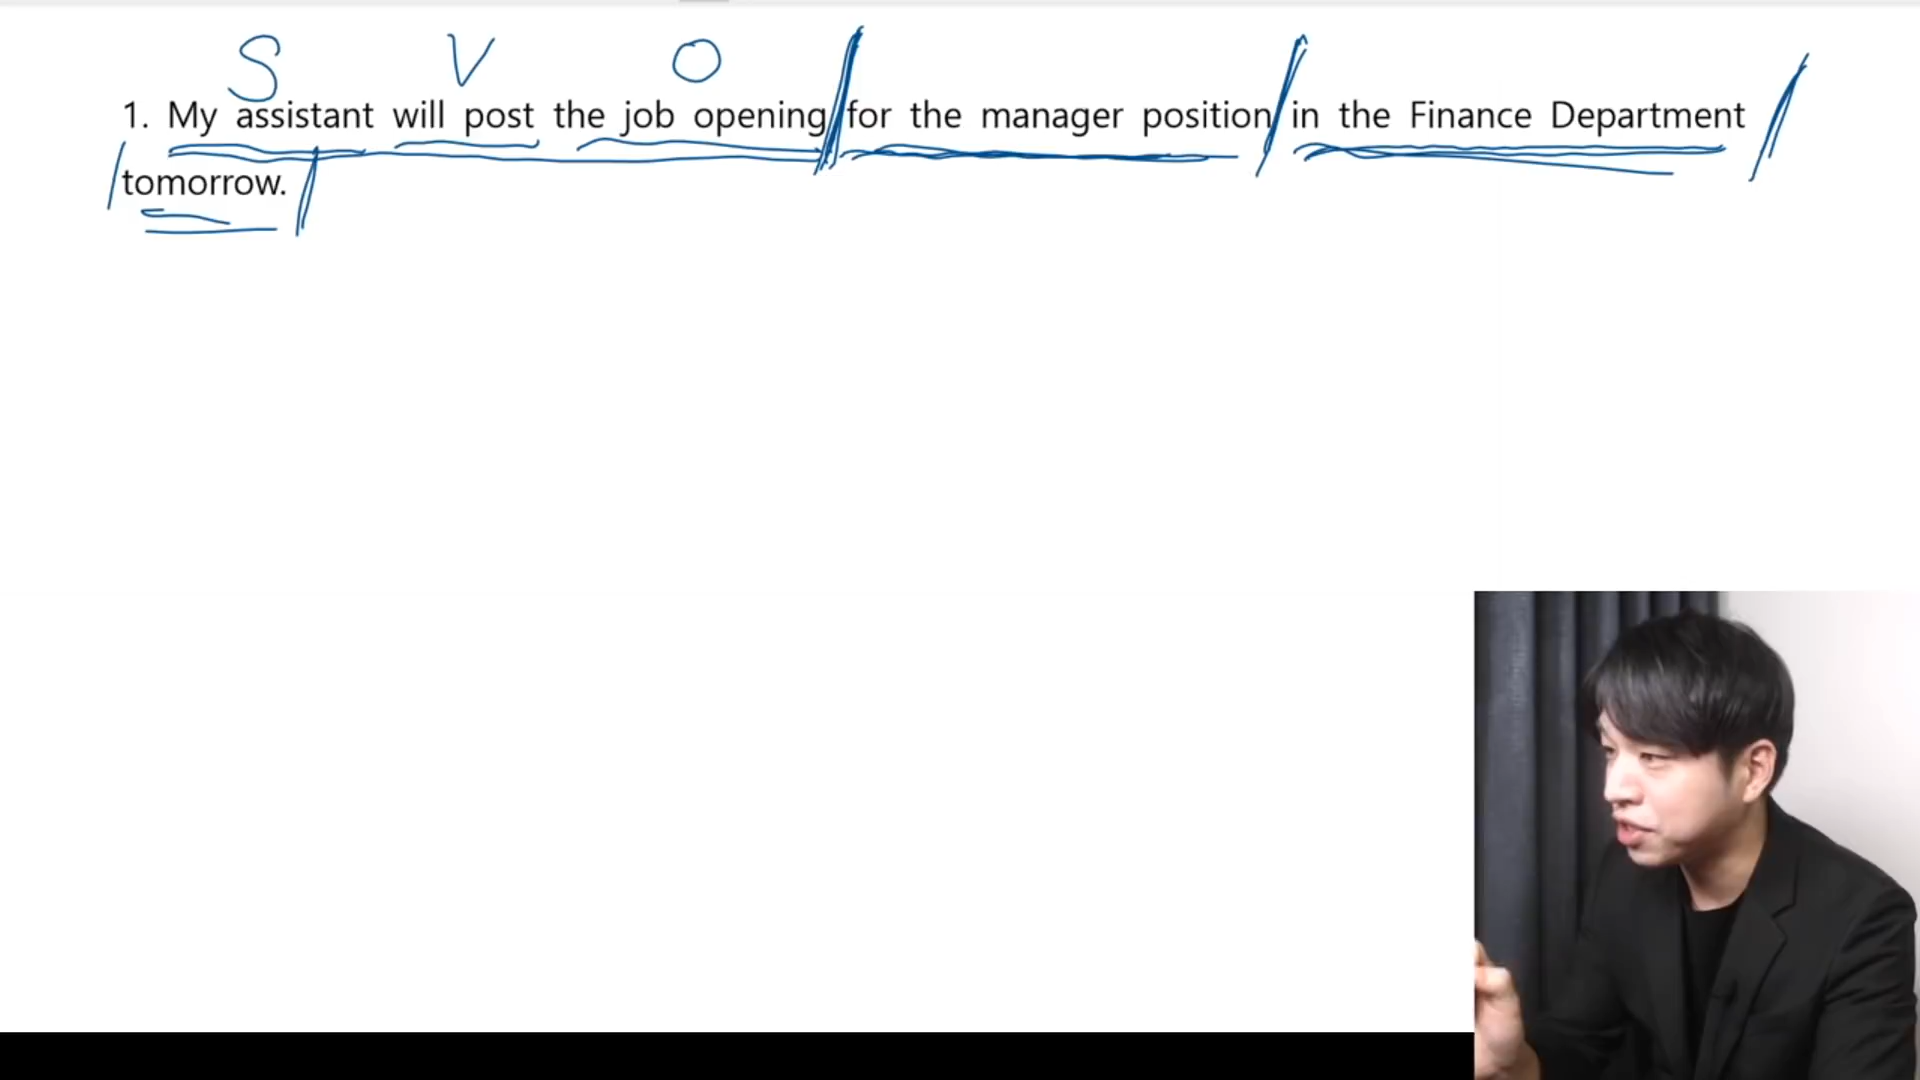 S V O
1. My assistant will post the job opening for the manager position in the Finance Department
tomorrow.